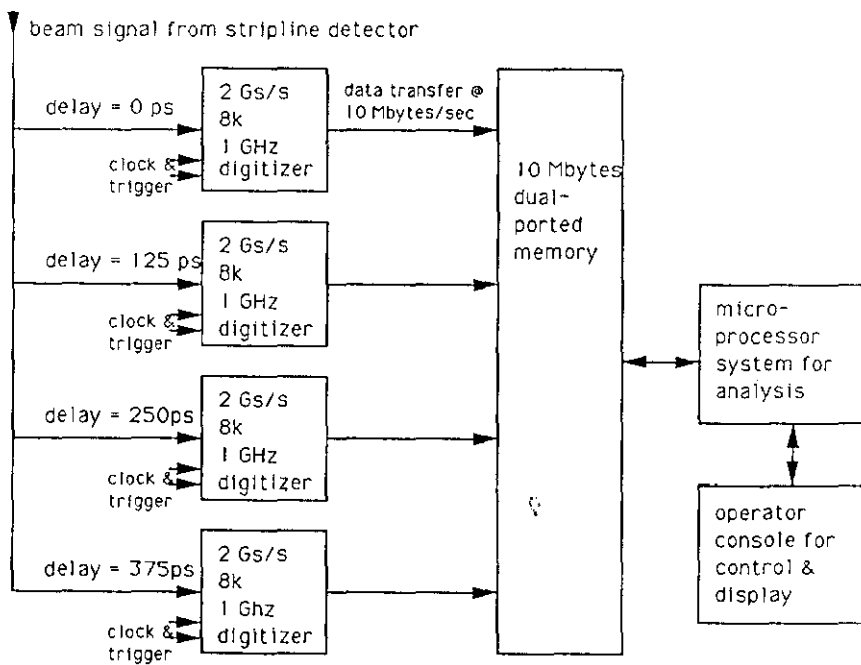 beam signal from stripline detector
delay = 0 ps
clock &
trigger
2 Gs/s
8k
1 GHz
digitizer
data transfer @
10 Mbytes/sec
delay = 125 ps
clock &
trigger
2 Gs/s
8k
1 GHz
digitizer
delay = 250ps
clock &
trigger
2 Gs/s
8k
1 GHz
digitizer
delay = 375ps
clock &
trigger
2 Gs/s
8k
1 Ghz
digitizer
10 Mbytes
dual-
ported
memory
micro-
processor
system for
analysis
operator
console for
control &
display